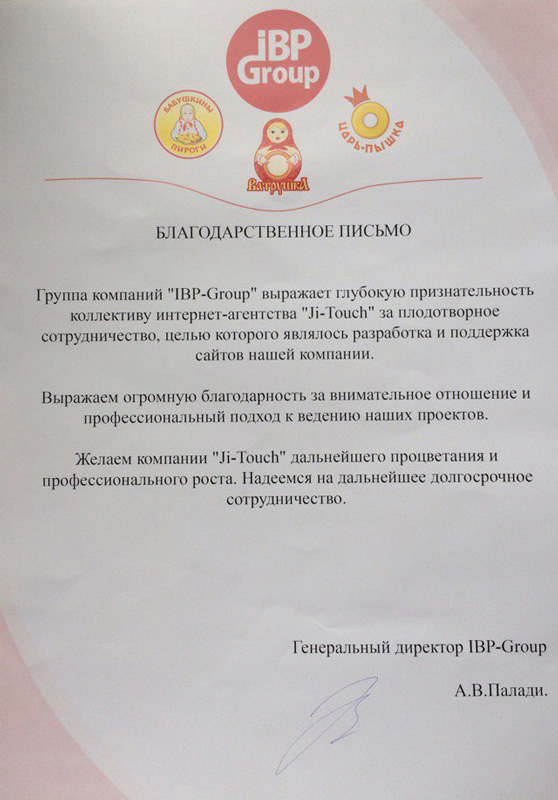 iBP
Group
БАБУШКИНЫ
ПИРОГИ
ВАТРУШКА
ЦАРЬ-ПЫШКА
БЛАГОДАРСТВЕННОЕ ПИСЬМО
Группа компаний "IBP-Group" выражает глубокую признательность
коллективу интернет-агентства "Ji-Touch" за плодотворное
сотрудничество, целью которого являлось разработка и поддержка
сайтов нашей компании.
Выражаем огромную благодарность за внимательное отношение и
профессиональный подход к ведению наших проектов.
Желаем компании "Ji-Touch" дальнейшего процветания и
профессионального роста. Надеемся на дальнейшее долгосрочное
сотрудничество.
Генеральный директор IBP-Group
А.В.Палади.